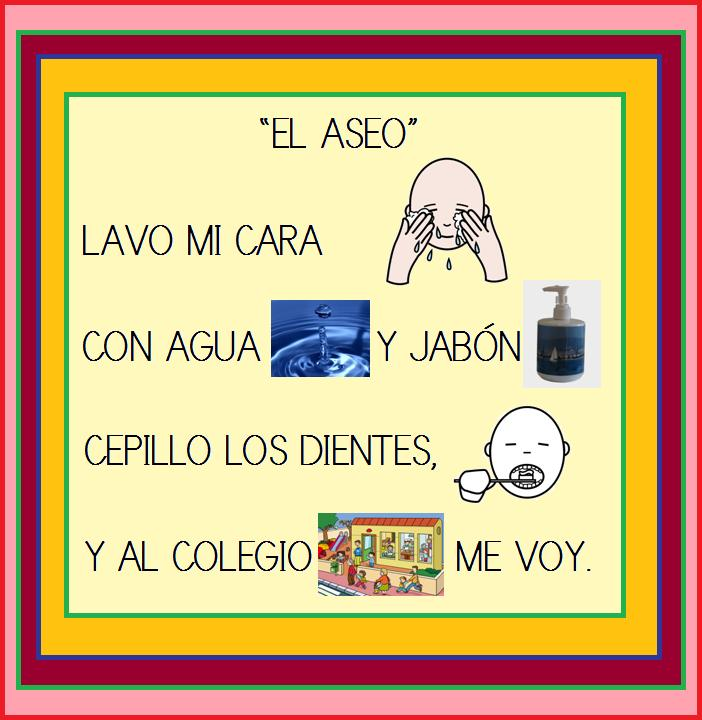 “EL ASEO”
LAVO MI CARA
CON AGUA Y JABÓN
CEPILLO LOS DIENTES,
Y AL COLEGIO ME VOY.